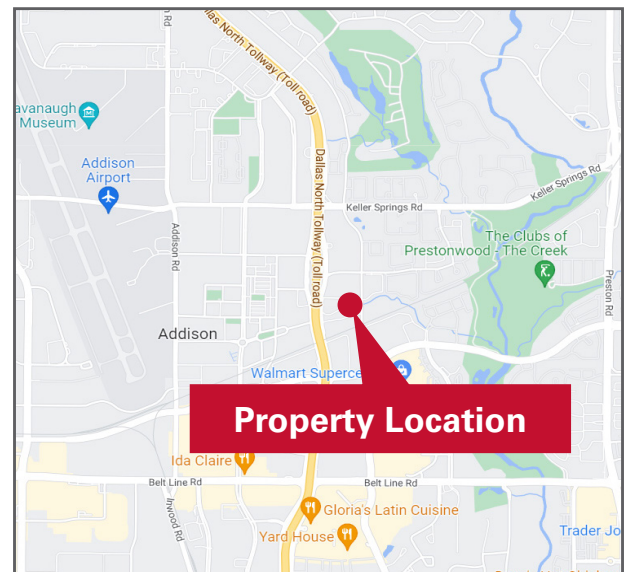 Rd
Dallas North Tollway (Toll road)
avanaugh
Museum
Addison
Airport
Dallas North Tollway (Toll road)
Keller Springs Rd
Keller Springs Rd
Addison Rd
The Clubs of
Prestonwood - The Creek
Preston Rd
Addison
Walmart Superce
Property Location
Ida Claire
Belt Line Rd
Belt Line Rd
Inwood Rd
Gloria's Latin Cuisine
Yard House
Trader Jo